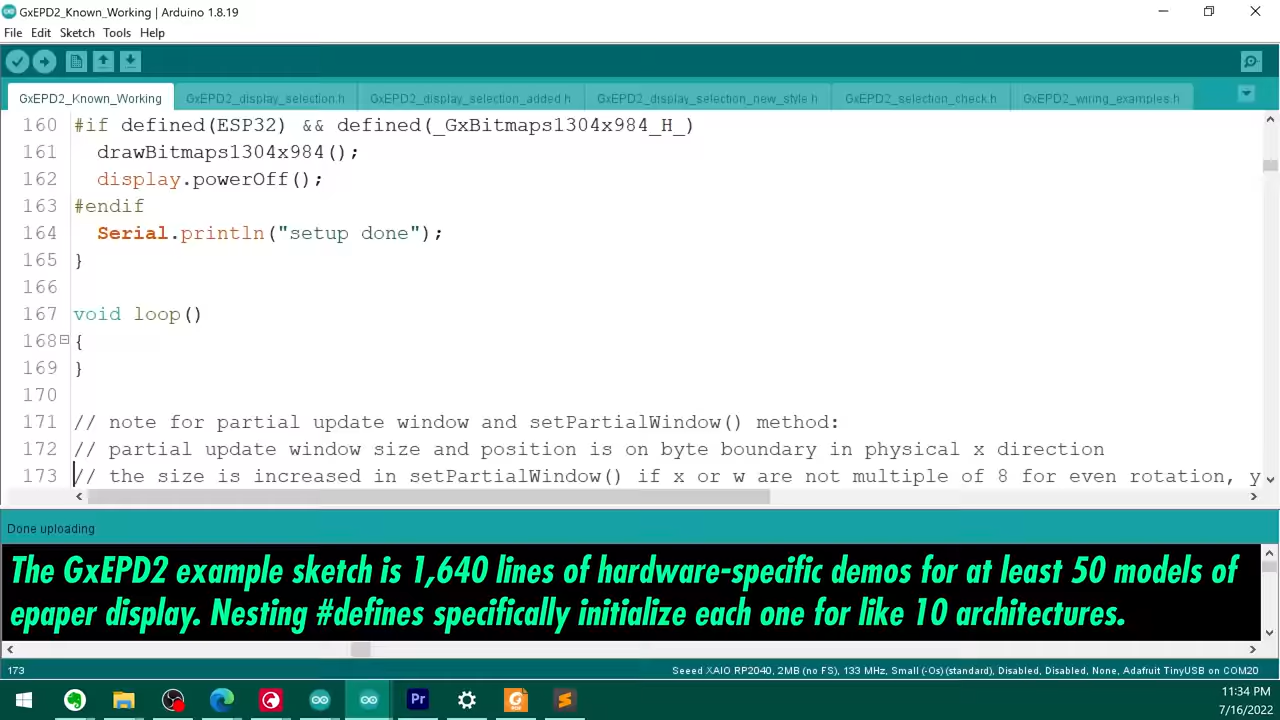 GxEPD2_Known_Working | Arduino 1.8.19
File Edit Sketch Tools Help
GxEPD2_Known_Working GxEPD2_display_selection.h GxEPD2_display_selection_added.h GxEPD2_display_selection_new_style.h GxEPD2_selection_check.h GxEPD2_wiring_examples.h
160 #if defined(ESP32) && defined(_GxBitmaps1304x984_H_)
161 drawBitmaps1304x984();
162 display.powerOff();
163 #endif
164 Serial.println("setup done");
165 }
166
167 void loop()
168 {
169 }
170
171 // note for partial update window and setPartialWindow() method:
172 // partial update window size and position is on byte boundary in physical x direction
173 // the size is increased in setPartialWindow() if x or w are not multiple of 8 for even rotation, y
Done uploading
The GxEPD2 example sketch is 1,640 lines of hardware-specific demos for at least 50 models of
epaper display. Nesting #defines specifically initialize each one for like 10 architectures.
173 Seeed XAIO RP2040, 2MB (no FS), 133 MHz, Small (-Os) (standard), Disabled, Disabled, None, Adafruit TinyUSB on COM20
Pr
11:34 PM
7/16/2022